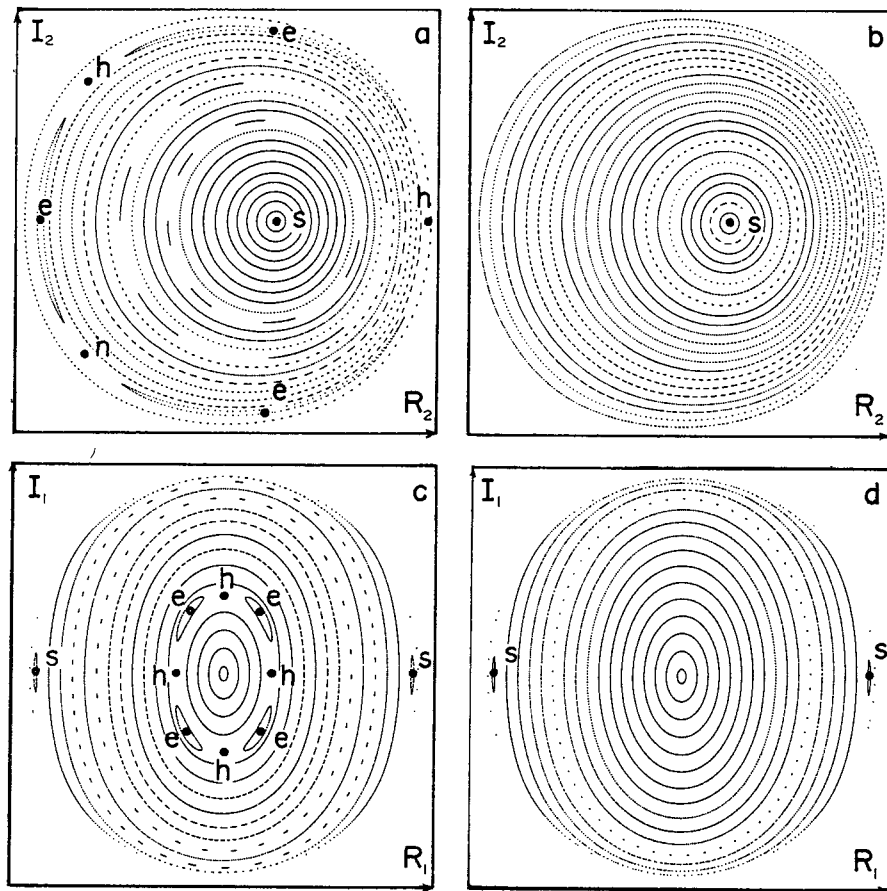 I₂ e a
h
e s h
n
e R₂
I₂ b
s
R₂
I₁ c
h
e e
s h h s
e e
h
R₁
I₁ d
s s
R₁